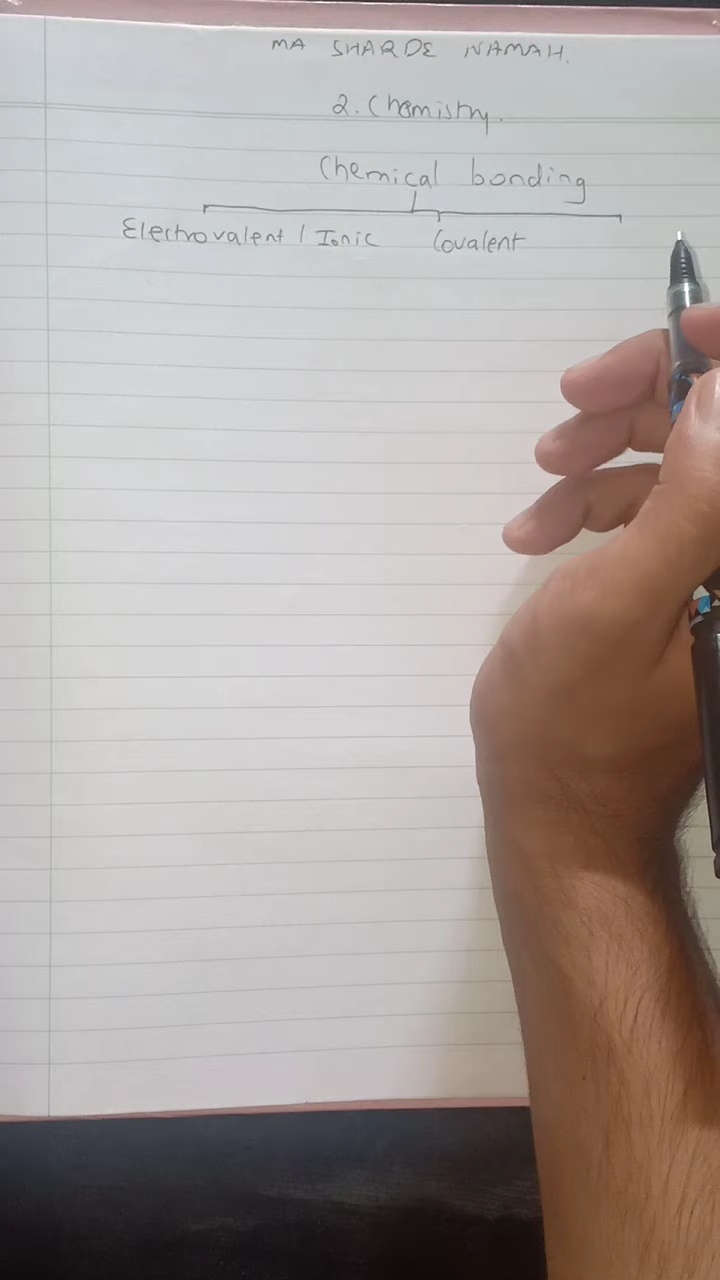 MA SHARDE NAMAH.
2. Chemistry.
Chemical bonding
Electrovalent / Ionic Covalent